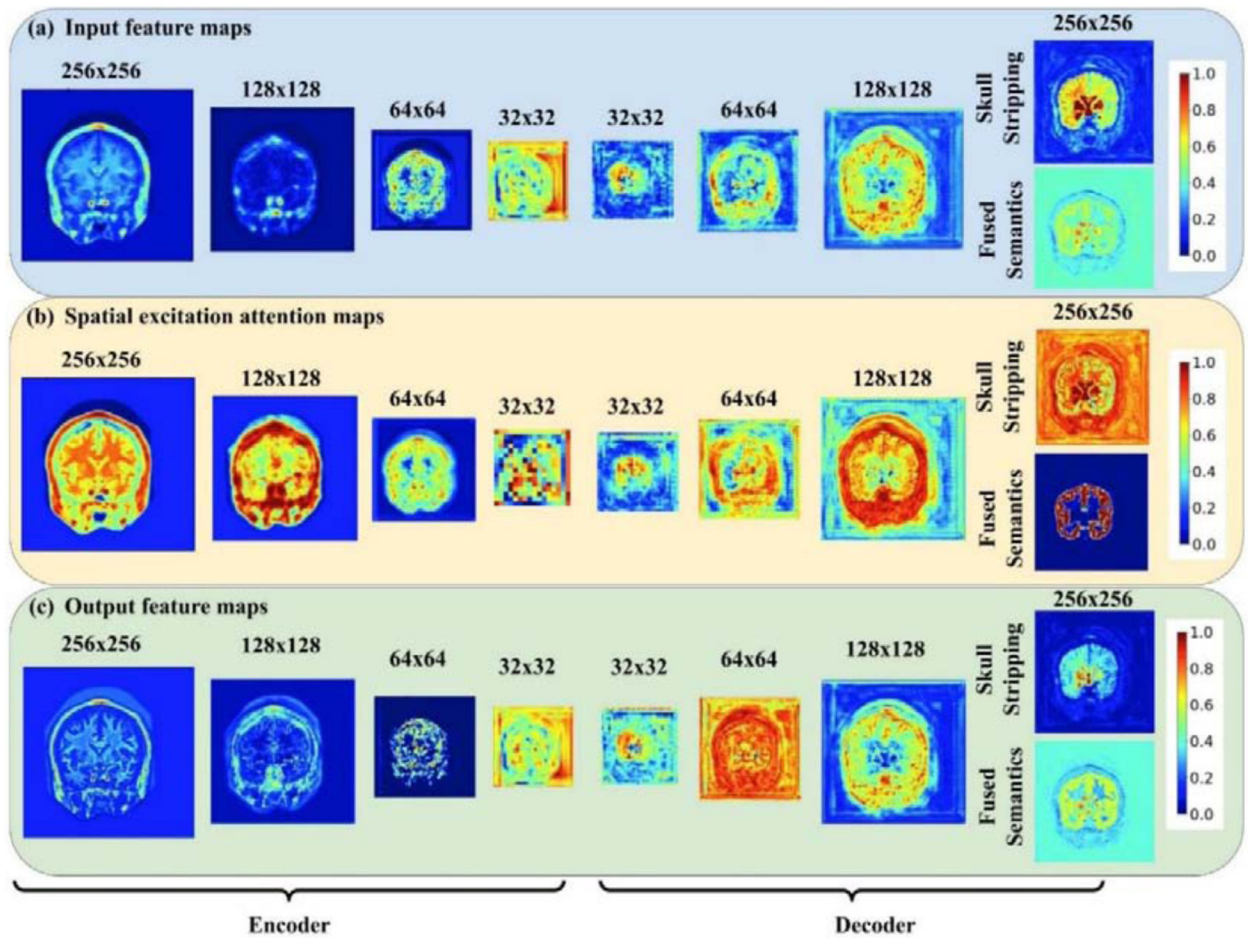 (a) Input feature maps
256x256
128x128
64x64
32x32
32x32
64x64
128x128
256x256
Skull
Stripping
Fused
Semantics
1.0
0.8
0.6
0.4
0.2
0.0
(b) Spatial excitation attention maps
256x256
128x128
64x64
32x32
32x32
64x64
128x128
256x256
Skull
Stripping
Fused
Semantics
1.0
0.8
0.6
0.4
0.2
0.0
(c) Output feature maps
256x256
128x128
64x64
32x32
32x32
64x64
128x128
256x256
Skull
Stripping
Fused
Semantics
1.0
0.8
0.6
0.4
0.2
0.0
Encoder
Decoder